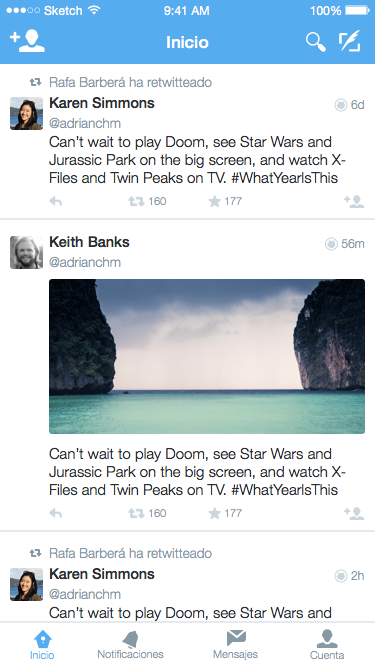 Sketch 9:41 AM 100%
Inicio
Rafa Barberá ha retwitteado
Karen Simmons 6d
@adrianchm
Can't wait to play Doom, see Star Wars and
Jurassic Park on the big screen, and watch X-
Files and Twin Peaks on TV. #WhatYearIsThis
160 177
Keith Banks 56m
@adrianchm
Can't wait to play Doom, see Star Wars and
Jurassic Park on the big screen, and watch X-
Files and Twin Peaks on TV. #WhatYearIsThis
160 177
Rafa Barberá ha retwitteado
Karen Simmons 2h
@adrianchm
Can't wait to play Doom, see Star Wars and
Inicio Notificaciones Mensajes Cuenta